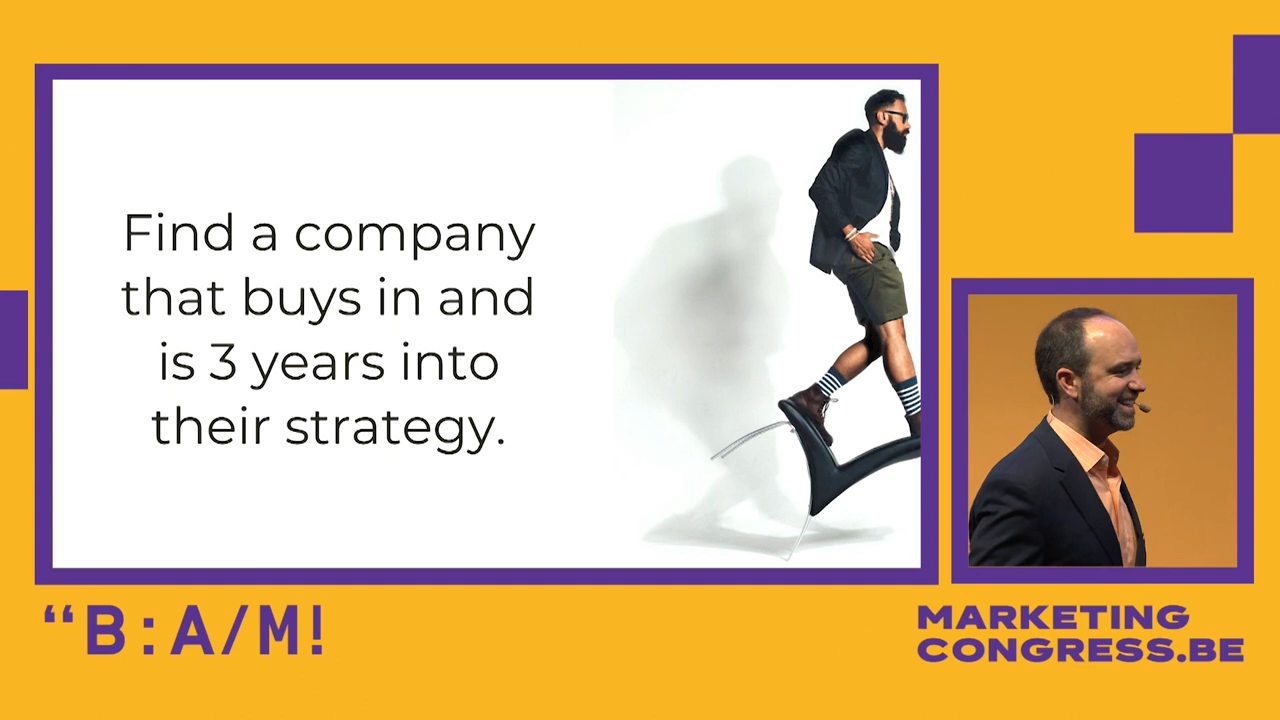 Find a company
that buys in and
is 3 years into
their strategy.
“B:A/M!
MARKETING
CONGRESS.BE